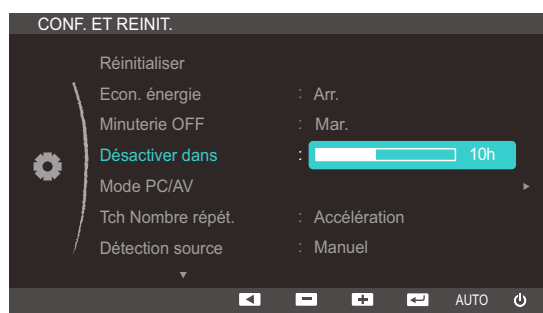 CONF. ET REINIT.
Réinitialiser
Econ. énergie : Arr.
Minuterie OFF : Mar.
Désactiver dans : 10h
Mode PC/AV
Tch Nombre répét. : Accélération
Détection source : Manuel
AUTO